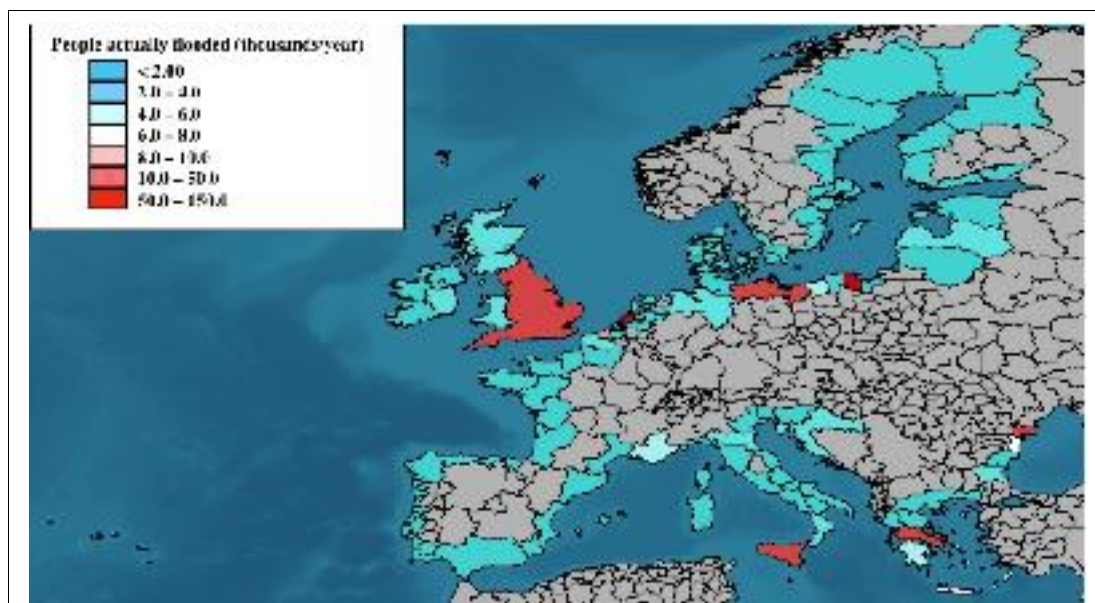 People actually flooded (thousands/year)
< 2.00
2.0 – 4.0
4.0 – 6.0
6.0 – 8.0
8.0 – 10.0
10.0 – 50.0
50.0 – 150.0